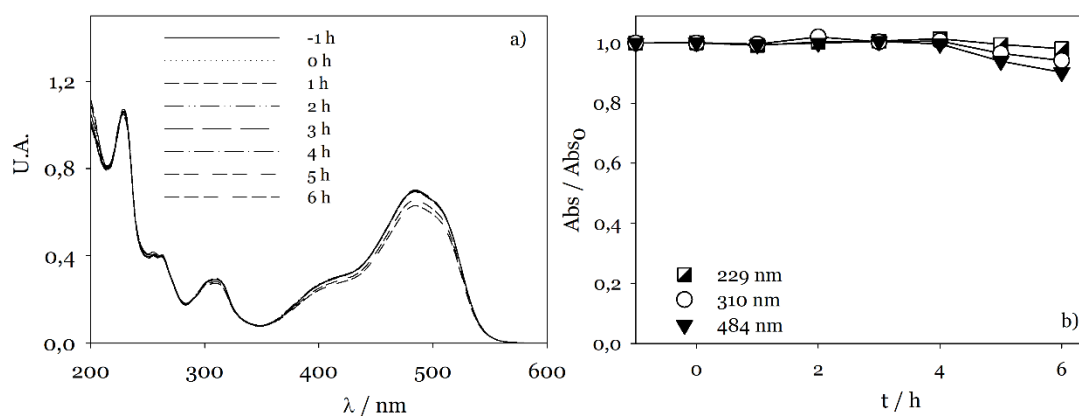 a)
-1 h
0 h
1 h
2 h
3 h
4 h
5 h
6 h
U.A.
1,2
0,8
0,4
0,0
200 300 400 500 600
λ / nm
Abs / Abs0
1,0
0,8
0,6
0,4
0,2
0,0
229 nm
310 nm
484 nm
b)
0 2 4 6
t / h